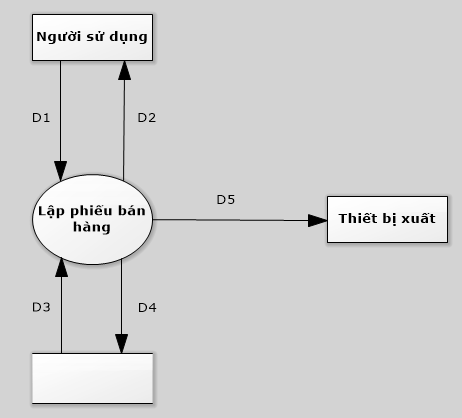 Người sử dụng
D1
D2
Lập phiếu bán
hàng
D5
Thiết bị xuất
D3
D4